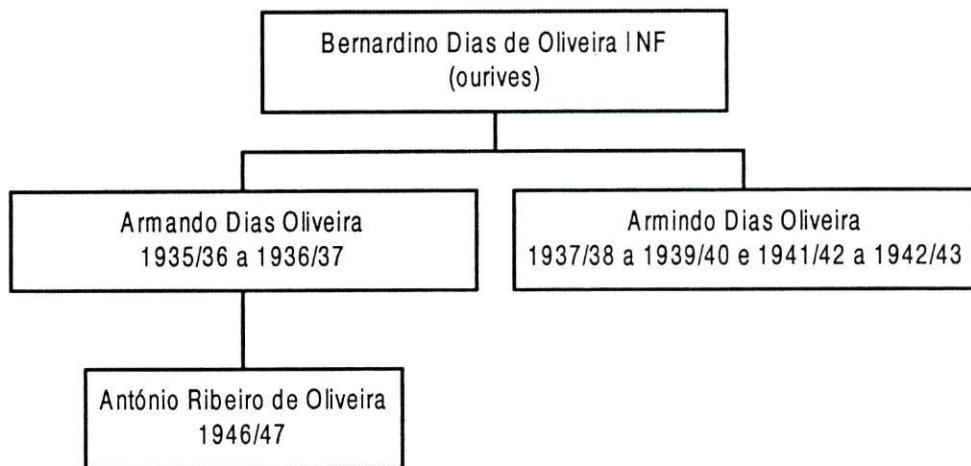 Bernardino Dias de Oliveira INF
(ourives)
Armando Dias Oliveira
1935/36 a 1936/37
Armindo Dias Oliveira
1937/38 a 1939/40 e 1941/42 a 1942/43
António Ribeiro de Oliveira
1946/47